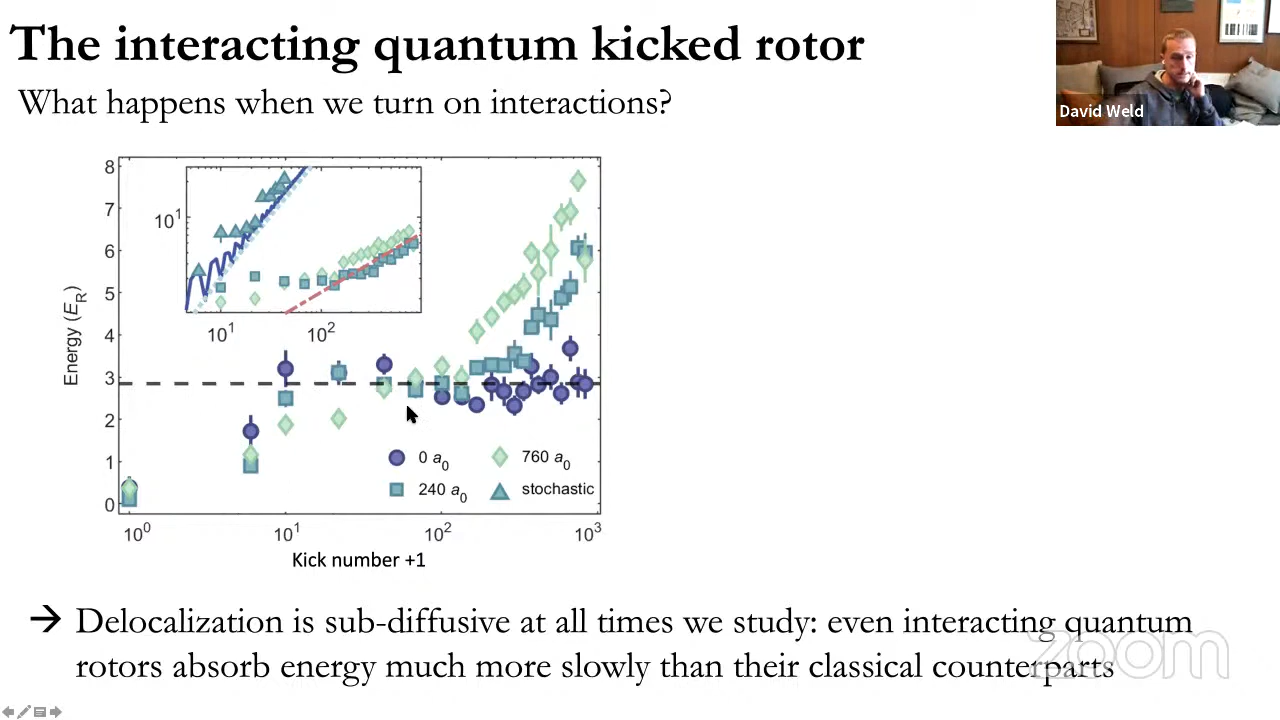 The interacting quantum kicked rotor
What happens when we turn on interactions?
David Weld
8
7
6
5
4
3
2
1
0
Energy (E_R)
10^1
10^1
10^2
0 a_0
760 a_0
240 a_0
stochastic
10^0
10^1
10^2
10^3
Kick number +1
→ Delocalization is sub-diffusive at all times we study: even interacting quantum
rotors absorb energy much more slowly than their classical counterparts
zoom